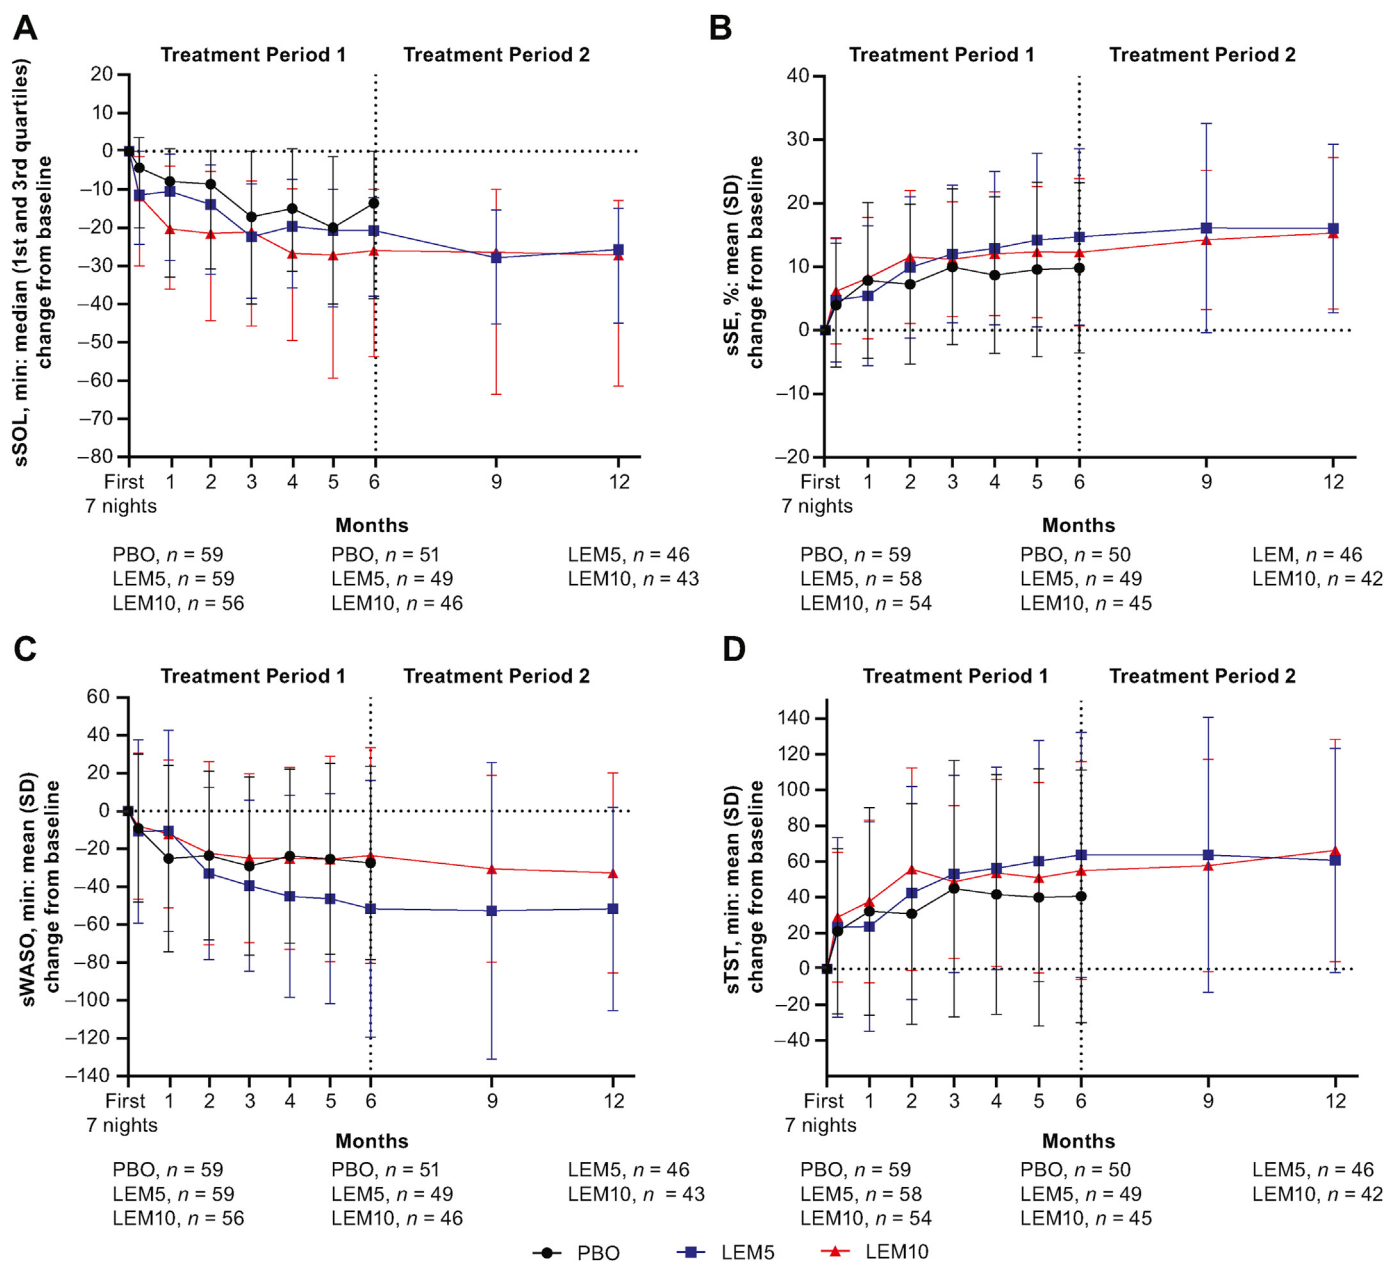 A
Treatment Period 1
Treatment Period 2
sSOL, min: median (1st and 3rd quartiles)
change from baseline
20
10
0
–10
–20
–30
–40
–50
–60
–70
–80
First
7 nights
1
2
3
4
5
6
9
12
Months
PBO, n = 59
LEM5, n = 59
LEM10, n = 56
PBO, n = 51
LEM5, n = 49
LEM10, n = 46
LEM5, n = 46
LEM10, n = 43
B
Treatment Period 1
Treatment Period 2
sSE, %: mean (SD)
change from baseline
40
30
20
10
0
–10
–20
First
7 nights
1
2
3
4
5
6
9
12
Months
PBO, n = 59
LEM5, n = 58
LEM10, n = 54
PBO, n = 50
LEM5, n = 49
LEM10, n = 45
LEM, n = 46
LEM10, n = 42
C
Treatment Period 1
Treatment Period 2
sWASO, min: mean (SD)
change from baseline
60
40
20
0
–20
–40
–60
–80
–100
–120
–140
First
7 nights
1
2
3
4
5
6
9
12
Months
PBO, n = 59
LEM5, n = 59
LEM10, n = 56
PBO, n = 51
LEM5, n = 49
LEM10, n = 46
LEM5, n = 46
LEM10, n = 43
D
Treatment Period 1
Treatment Period 2
sTST, min: mean (SD)
change from baseline
140
120
100
80
60
40
20
0
–20
–40
First
7 nights
1
2
3
4
5
6
9
12
Months
PBO, n = 59
LEM5, n = 58
LEM10, n = 54
PBO, n = 50
LEM5, n = 49
LEM10, n = 45
LEM5, n = 46
LEM10, n = 42
PBO
LEM5
LEM10